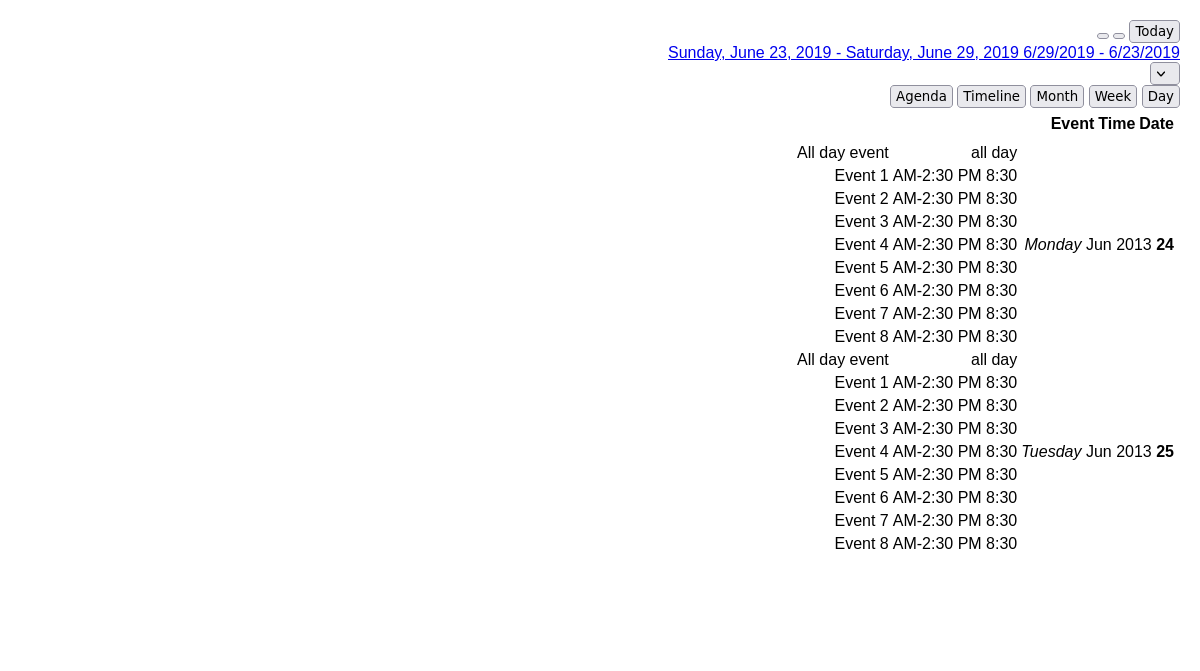 Today
Sunday, June 23, 2019 - Saturday, June 29, 2019 6/29/2019 - 6/23/2019
Agenda Timeline Month Week Day
Event Time Date
All day event all day
Event 1 AM-2:30 PM 8:30
Event 2 AM-2:30 PM 8:30
Event 3 AM-2:30 PM 8:30
Event 4 AM-2:30 PM 8:30 Monday Jun 2013 24
Event 5 AM-2:30 PM 8:30
Event 6 AM-2:30 PM 8:30
Event 7 AM-2:30 PM 8:30
Event 8 AM-2:30 PM 8:30
All day event all day
Event 1 AM-2:30 PM 8:30
Event 2 AM-2:30 PM 8:30
Event 3 AM-2:30 PM 8:30
Event 4 AM-2:30 PM 8:30 Tuesday Jun 2013 25
Event 5 AM-2:30 PM 8:30
Event 6 AM-2:30 PM 8:30
Event 7 AM-2:30 PM 8:30
Event 8 AM-2:30 PM 8:30